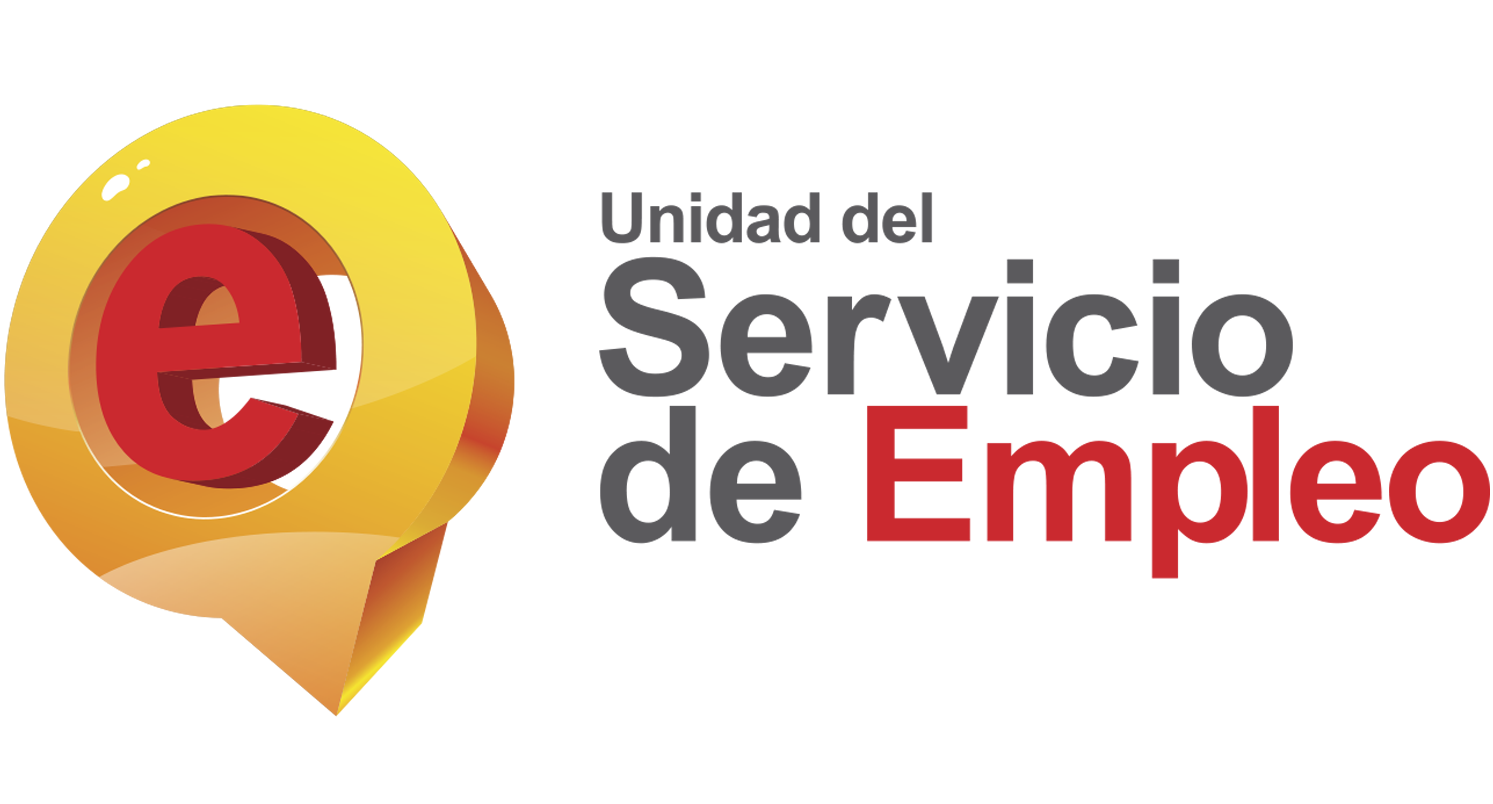 e
Unidad del
Servicio
de Empleo